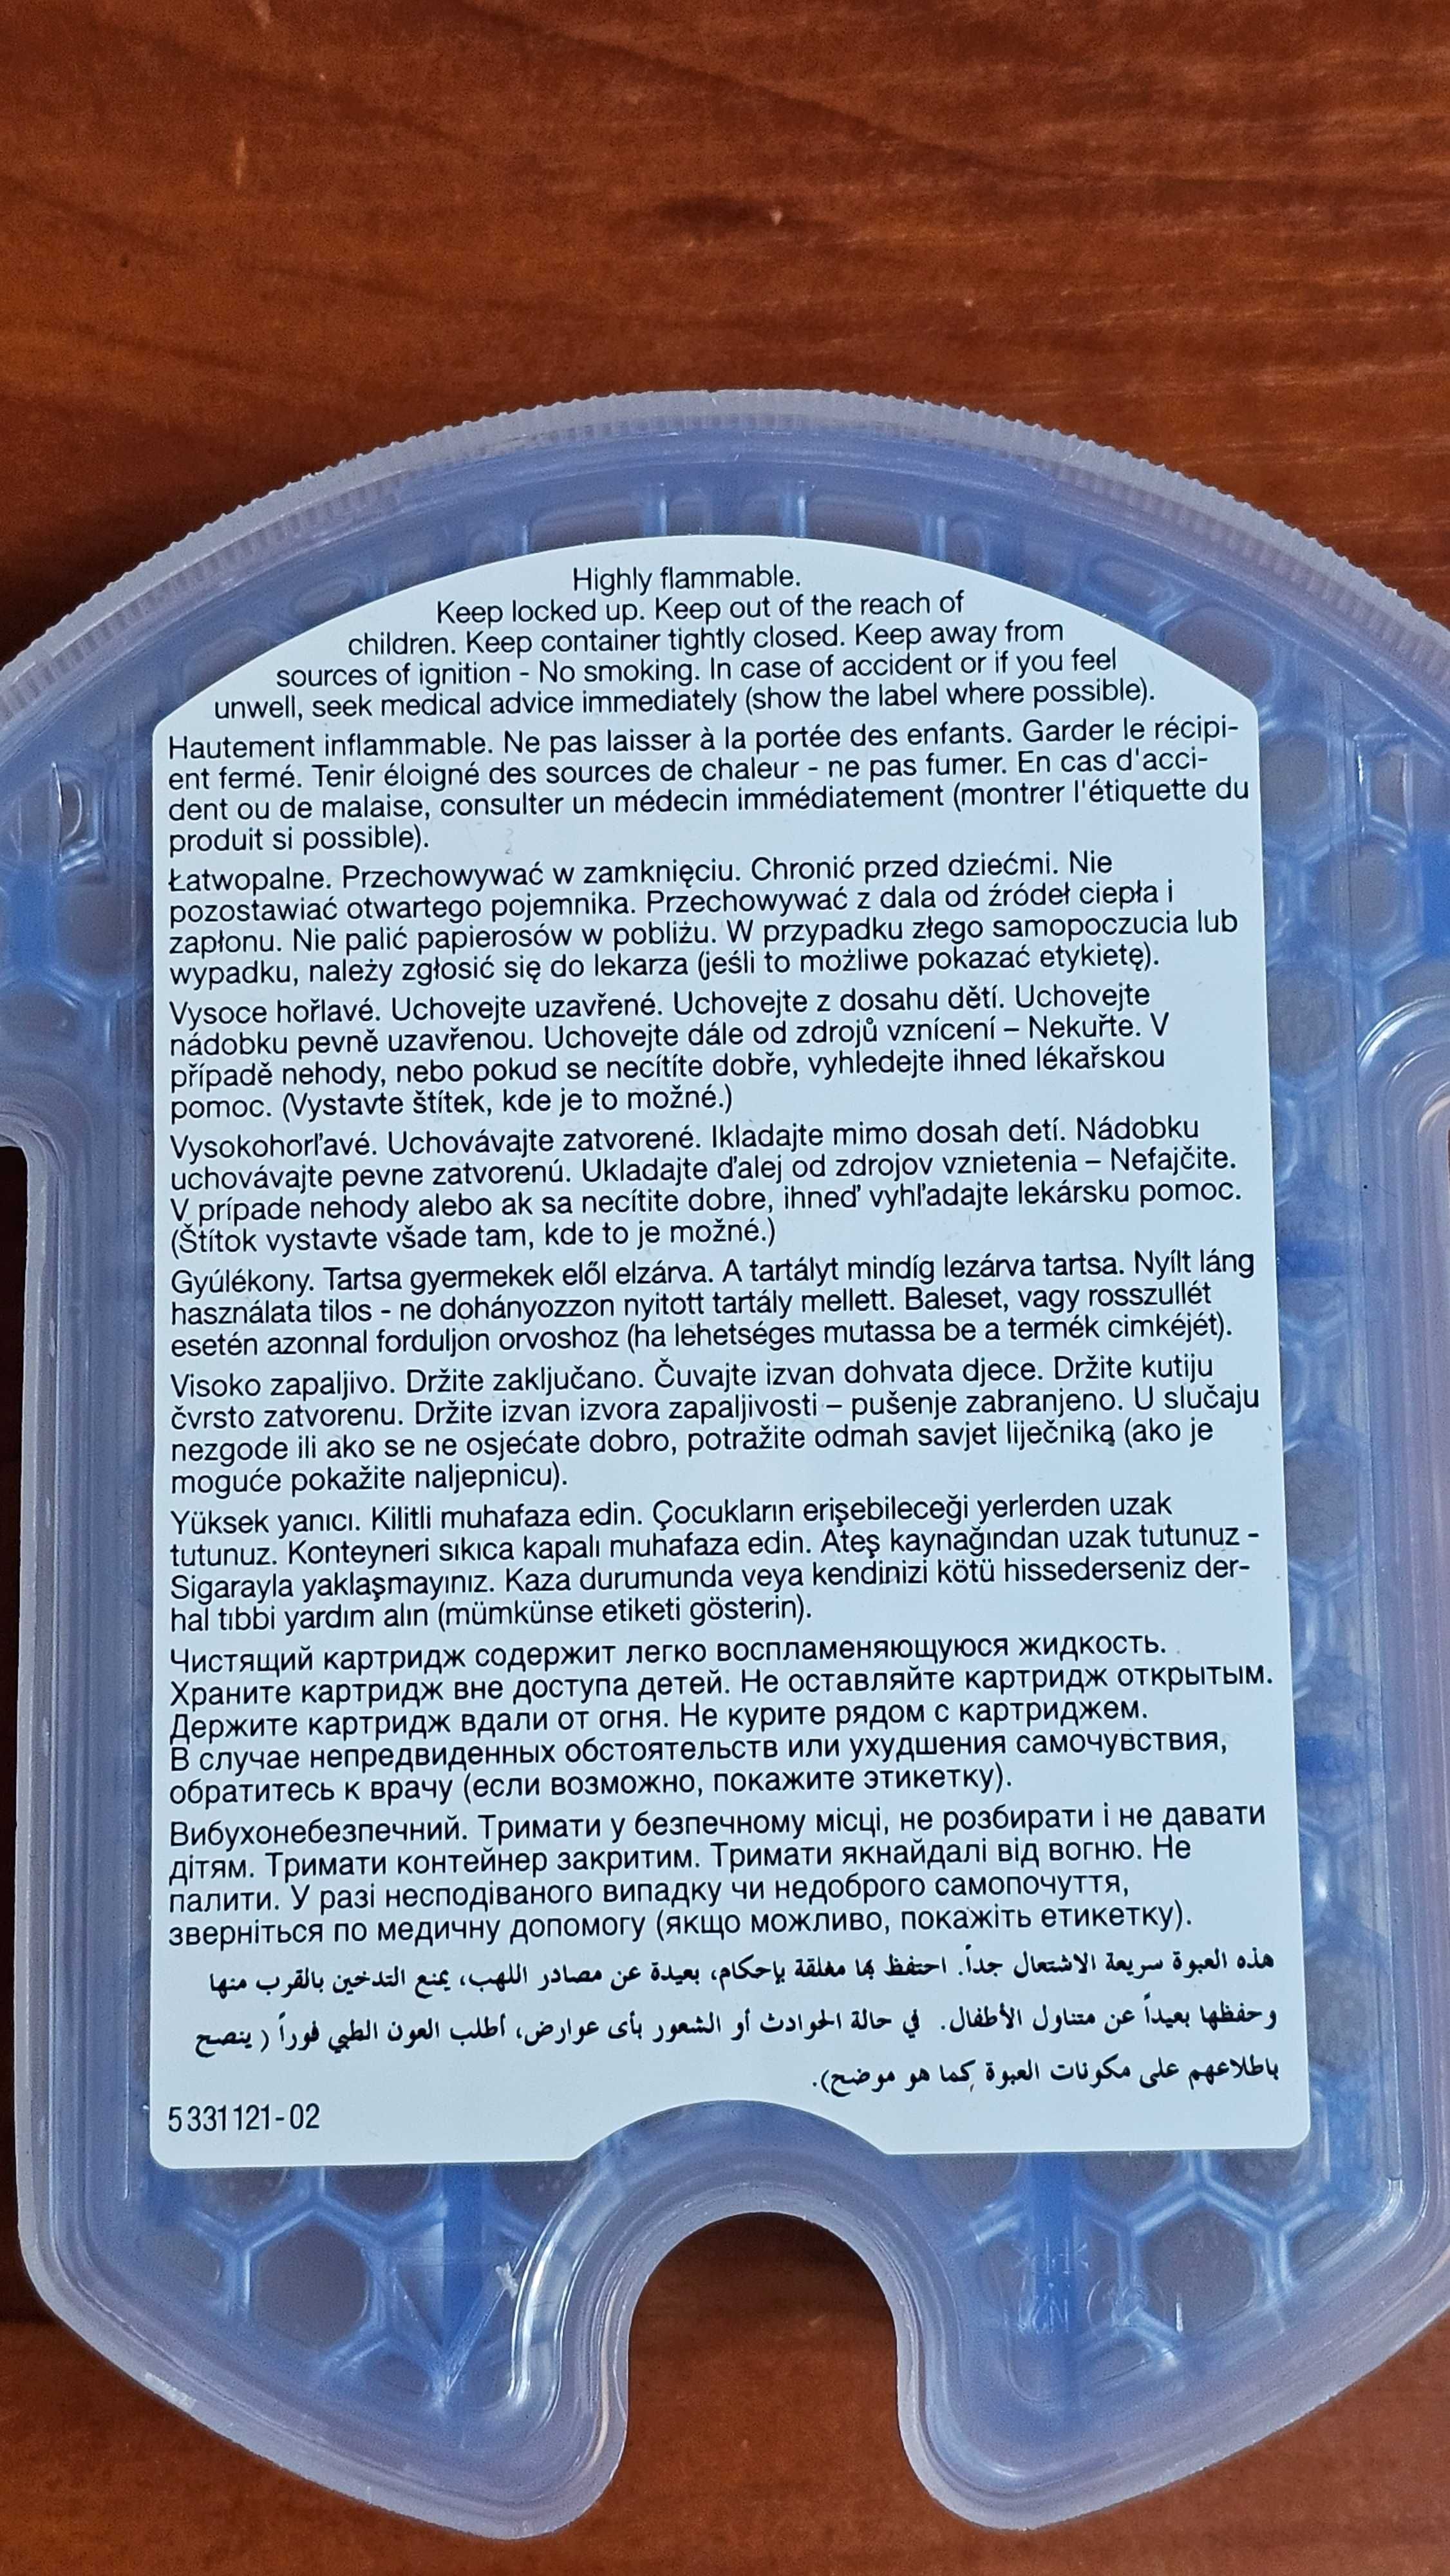 Highly flammable.
Keep locked up. Keep out of the reach of
children. Keep container tightly closed. Keep away from
sources of ignition - No smoking. In case of accident or if you feel
unwell, seek medical advice immediately (show the label where possible).
Hautement inflammable. Ne pas laisser à la portée des enfants. Garder le récipi-
ent fermé. Tenir éloigné des sources de chaleur - ne pas fumer. En cas d'acci-
dent ou de malaise, consulter un médecin immédiatement (montrer l'étiquette du
produit si possible).
Łatwopalne. Przechowywać w zamknięciu. Chronić przed dziećmi. Nie
pozostawiać otwartego pojemnika. Przechowywać z dala od źródeł ciepła i
zapłonu. Nie palić papierosów w pobliżu. W przypadku złego samopoczucia lub
wypadku, należy zgłosić się do lekarza (jeśli to możliwe pokazać etykietę).
Vysoce hořlavé. Uchovejte uzavřené. Uchovejte z dosahu dětí. Uchovejte
nádobku pevně uzavřenou. Uchovejte dále od zdrojů vznícení – Nekuřte. V
případě nehody, nebo pokud se necítíte dobře, vyhledejte ihned lékařskou
pomoc. (Vystavte štítek, kde je to možné.)
Vysokohorľavé. Uchovávajte zatvorené. Ikladajte mimo dosah detí. Nádobku
uchovávajte pevne zatvorenú. Ukladajte ďalej od zdrojov vznietenia – Nefajčite.
V prípade nehody alebo ak sa necítite dobre, ihneď vyhľadajte lekársku pomoc.
(Štítok vystavte všade tam, kde to je možné.)
Gyúlékony. Tartsa gyermekek elől elzárva. A tartályt mindíg lezárva tartsa. Nyílt láng
használata tilos - ne dohányozzon nyitott tartály mellett. Baleset, vagy rosszullét
esetén azonnal forduljon orvoshoz (ha lehetséges mutassa be a termék cimkéjét).
Visoko zapaljivo. Držite zaključano. Čuvajte izvan dohvata djece. Držite kutiju
čvrsto zatvorenu. Držite izvan izvora zapaljivosti – pušenje zabranjeno. U slučaju
nezgode ili ako se ne osjećate dobro, potražite odmah savjet liječnika (ako je
moguće pokažite naljepnicu).
Yüksek yanıcı. Kilitli muhafaza edin. Çocukların erişebileceği yerlerden uzak
tutunuz. Konteyneri sıkıca kapalı muhafaza edin. Ateş kaynağından uzak tutunuz -
Sigarayla yaklaşmayınız. Kaza durumunda veya kendinizi kötü hissederseniz der-
hal tıbbi yardım alın (mümkünse etiketi gösterin).
Чистящий картридж содержит легко воспламеняющуюся жидкость.
Храните картридж вне доступа детей. Не оставляйте картридж открытым.
Держите картридж вдали от огня. Не курите рядом с картриджем.
В случае непредвиденных обстоятельств или ухудшения самочувствия,
обратитесь к врачу (если возможно, покажите этикетку).
Вибухонебезпечний. Тримати у безпечному місці, не розбирати і не давати
дітям. Тримати контейнер закритим. Тримати якнайдалі від вогню. Не
палити. У разі несподіваного випадку чи недоброго самопочуття,
зверніться по медичну допомогу (якщо можливо, покажіть етикетку).
هذه العبوة سريعة الاشتعال جداً. احتفظ بها مغلقة بإحكام، بعيدة عن مصادر اللهب، يمنع التدخين بالقرب منها
وحفظها بعيداً عن متناول الأطفال. في حالة الحوادث أو الشعور بأى عوارض، أطلب العون الطبي فوراً ( ينصح
باطلاعهم على مكونات العبوة كما هو موضح).
5331121-02